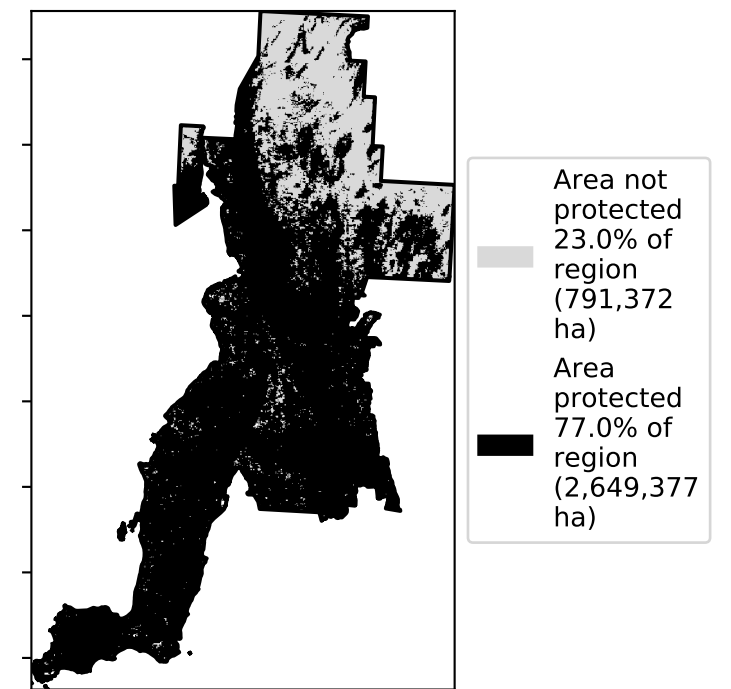 Area not
protected
23.0% of
region
(791,372
ha)
Area
protected
77.0% of
region
(2,649,377
ha)